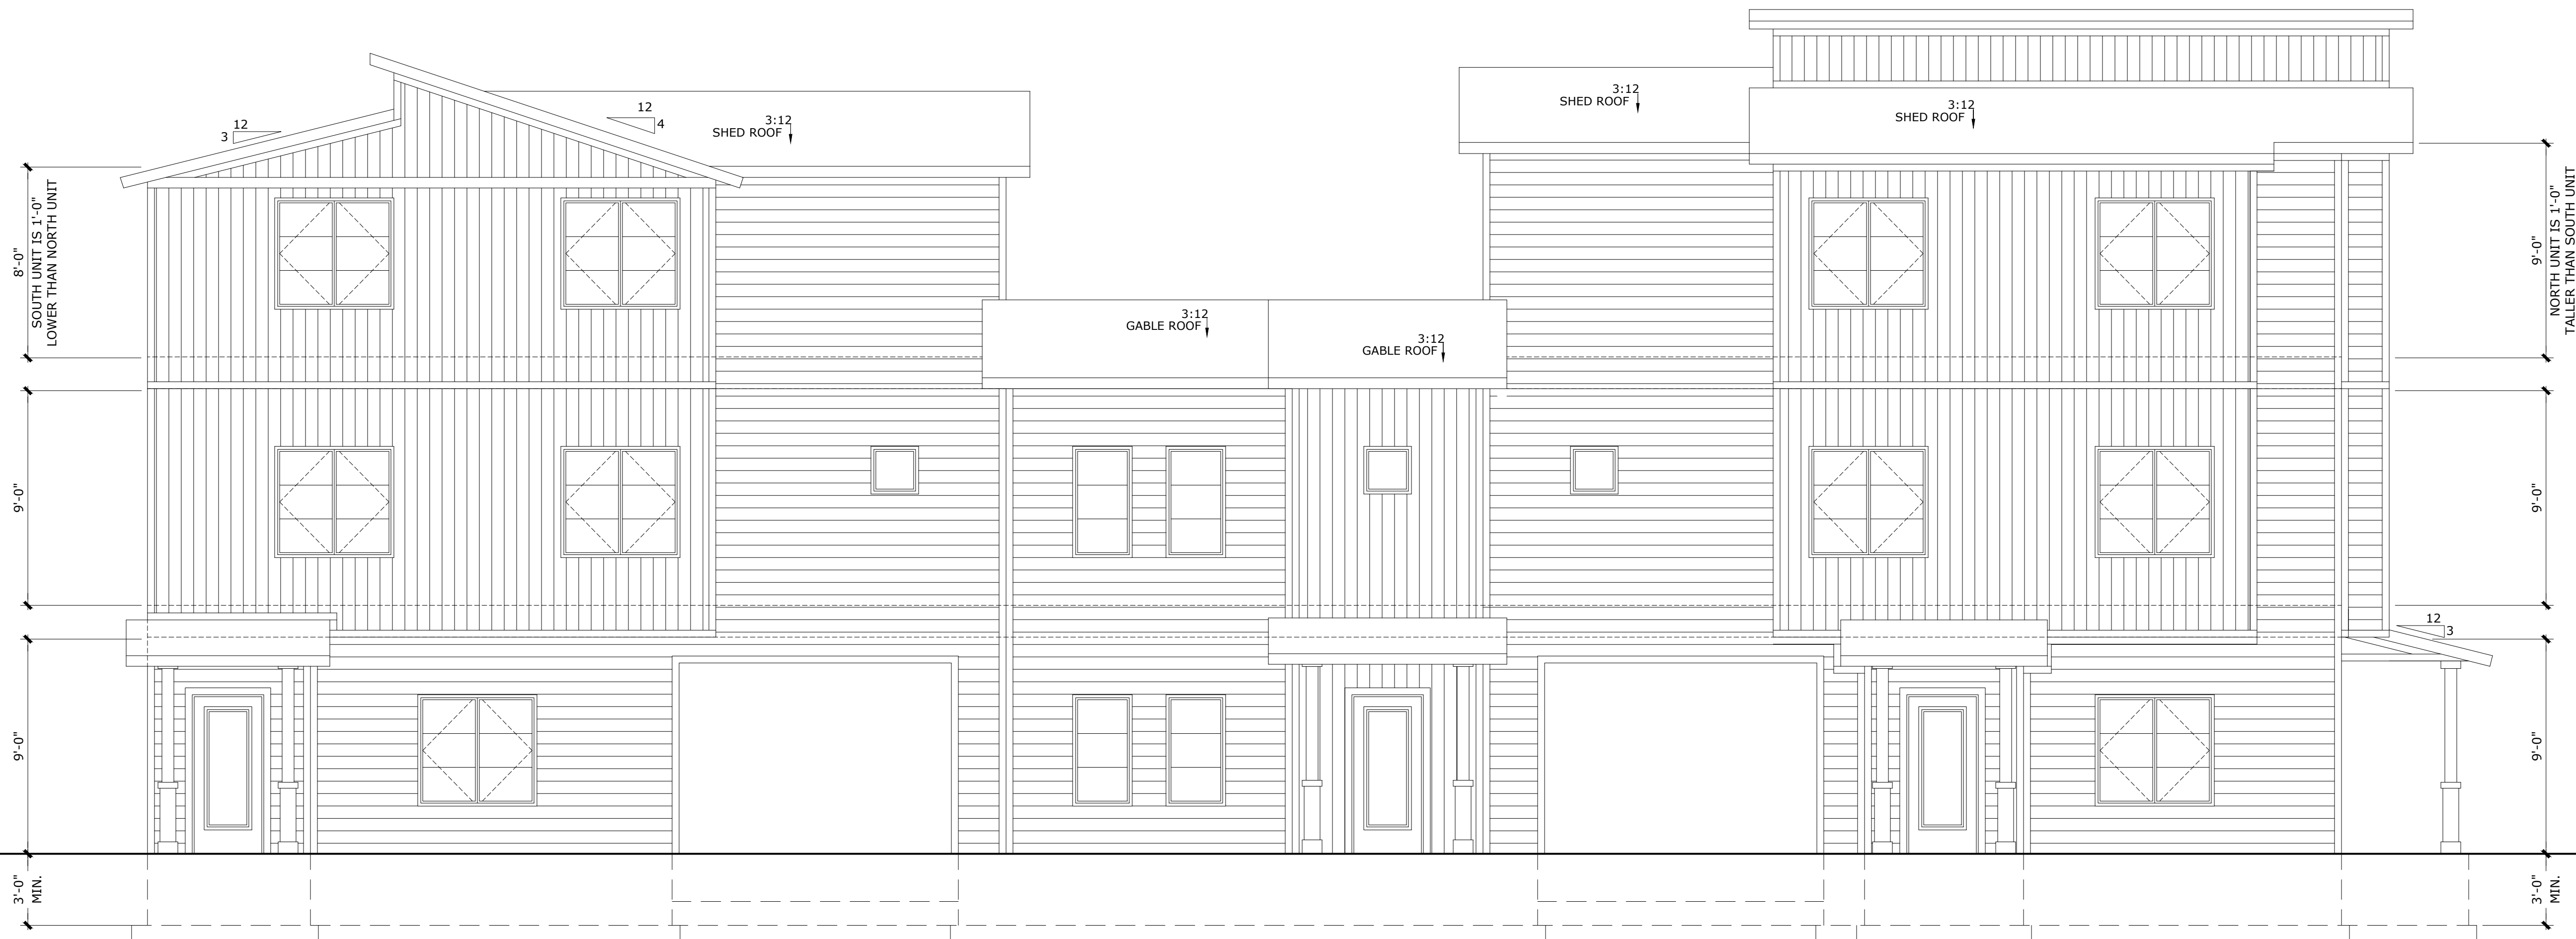 12
3
12
4
3:12
SHED ROOF
3:12
SHED ROOF
3:12
SHED ROOF
3:12
GABLE ROOF
3:12
GABLE ROOF
8'-0"
SOUTH UNIT IS 1'-0"
LOWER THAN NORTH UNIT
9'-0"
9'-0"
3'-0"
MIN.
9'-0"
NORTH UNIT IS 1'-0"
TALLER THAN SOUTH UNIT
9'-0"
12
3
9'-0"
3'-0"
MIN.